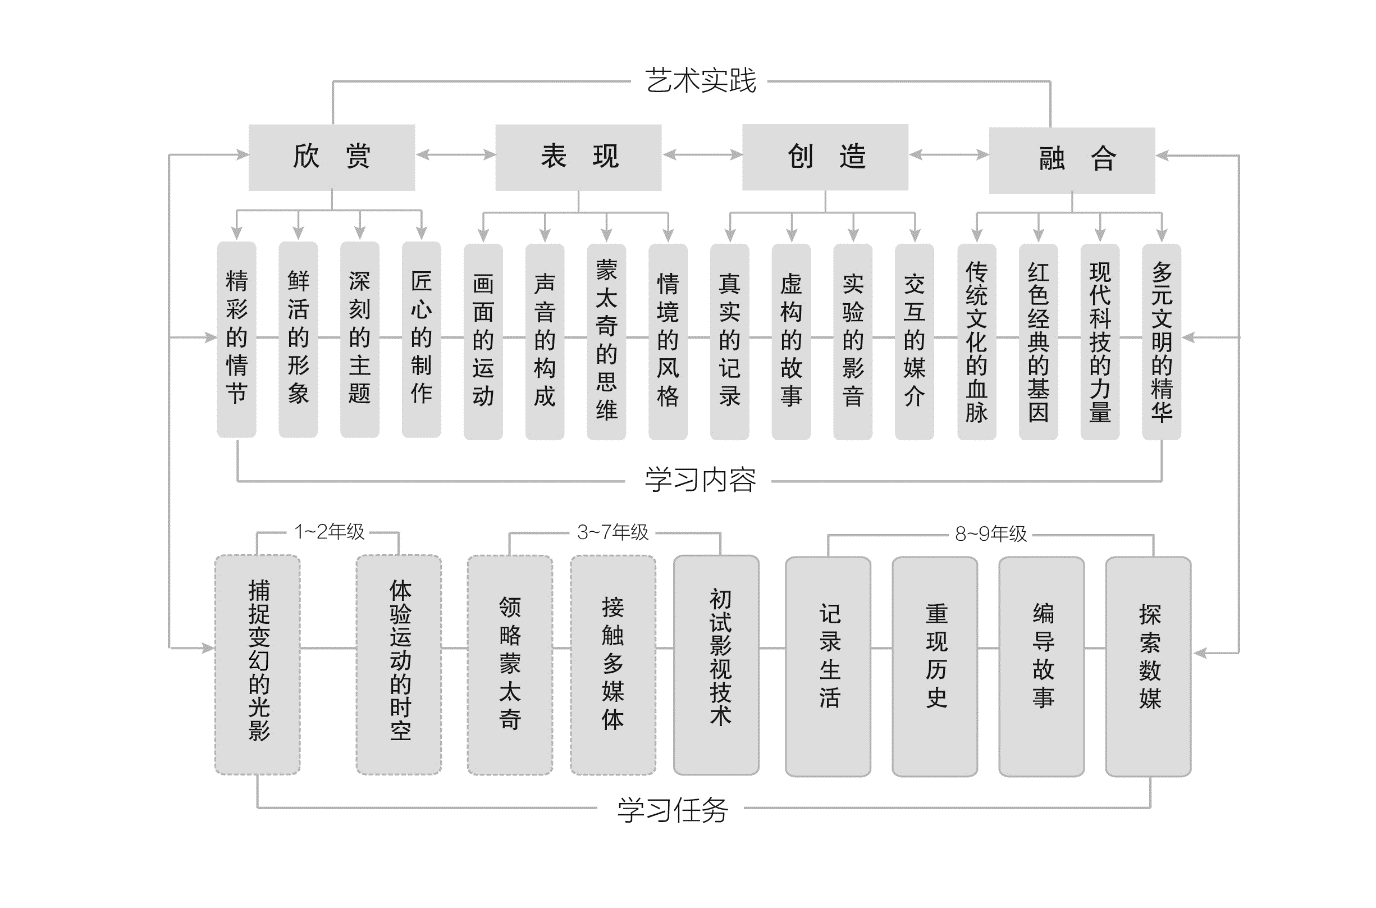 艺术实践
欣 赏
表 现
创 造
融 合
精彩的情节
鲜活的形象
深刻的主题
匠心的制作
画面的运动
声音的构成
蒙太奇的思维
情境的风格
真实的记录
虚构的故事
实验的影音
交互的媒介
传统文化的血脉
红色经典的基因
现代科技的力量
多元文明的精华
学习内容
1~2年级
3~7年级
8~9年级
捕捉变幻的光影
体验运动的时空
领略蒙太奇
接触多媒体
初试影视技术
记录生活
重现历史
编导故事
探索数媒
学习任务